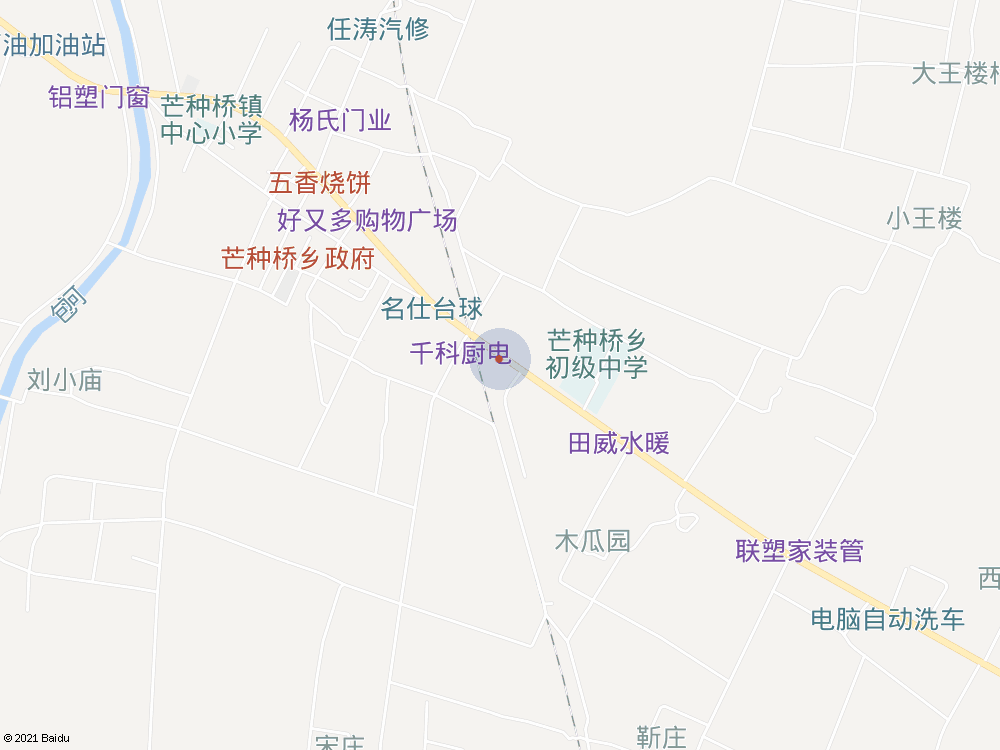 任涛汽修
油加油站
大王楼村
铝塑门窗
芒种桥镇
中心小学
杨氏门业
五香烧饼
好又多购物广场
小王楼
芒种桥乡政府
包河
名仕台球
千科厨电
芒种桥乡
初级中学
刘小庙
田威水暖
木瓜园
联塑家装管
西
电脑自动洗车
宋庄
靳庄
© 2021 Baidu